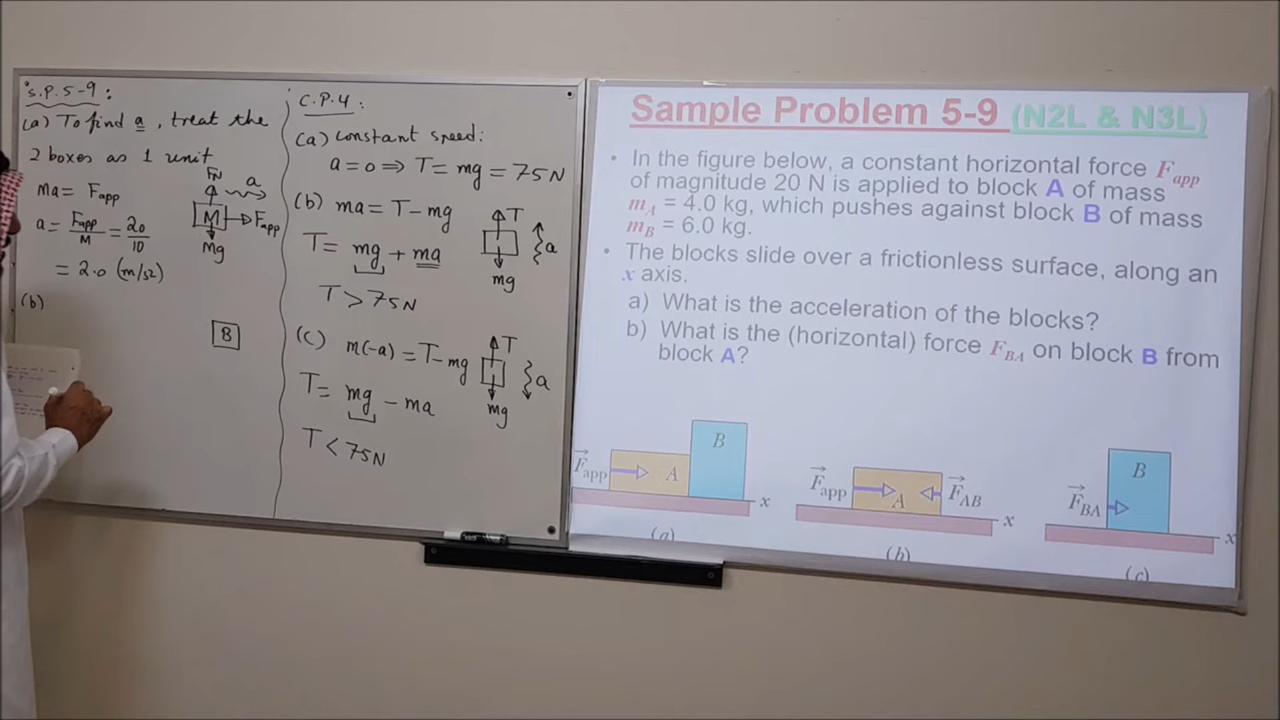 S.P. 5-9 :
(a) To find a, treat the
2 boxes as 1 unit
ma = Fapp
a = Fapp/M = 20/10
= 2.0 (m/s2)
FN
a
M
Fapp
Mg
(b)
B
C.P.4 :
(a) constant speed:
a = 0 ⟹ T = mg = 75N
(b) ma = T - mg
T = mg + ma
T > 75N
T
a
mg
(c) m(-a) = T - mg
T = mg - ma
T < 75N
T
a
mg
Sample Problem 5-9 (N2L & N3L)
• In the figure below, a constant horizontal force Fapp
of magnitude 20 N is applied to block A of mass
mA = 4.0 kg, which pushes against block B of mass
mB = 6.0 kg.
• The blocks slide over a frictionless surface, along an
x axis.
a) What is the acceleration of the blocks?
b) What is the (horizontal) force FBA on block B from
block A?
Fapp A B x
(a)
Fapp A FAB x
(b)
FBA B x
(c)